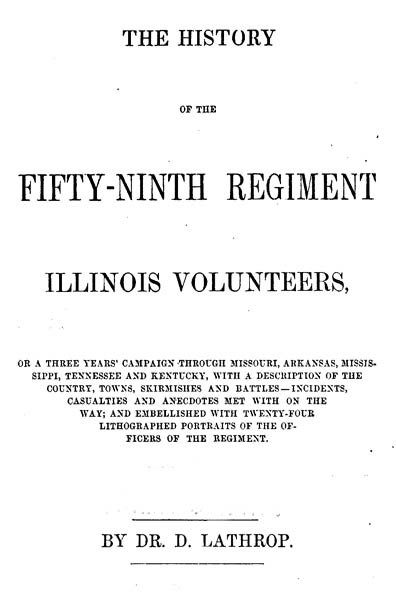 THE HISTORY
OF THE
FIFTY-NINTH REGIMENT
ILLINOIS VOLUNTEERS,
OR A THREE YEARS' CAMPAIGN THROUGH MISSOURI, ARKANSAS, MISSIS-
SIPPI, TENNESSEE AND KENTUCKY, WITH A DESCRIPTION OF THE
COUNTRY, TOWNS, SKIRMISHES AND BATTLES—INCIDENTS,
CASUALTIES AND ANECDOTES MET WITH ON THE
WAY; AND EMBELLISHED WITH TWENTY-FOUR
LITHOGRAPHED PORTRAITS OF THE OF-
FICERS OF THE REGIMENT.
BY DR. D. LATHROP.